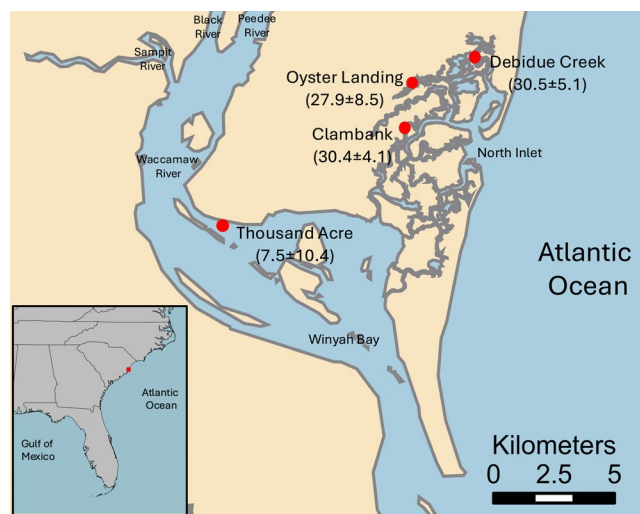 Black
River
Peedee
River
Sampit
River
Debidue Creek
(30.5±5.1)
Oyster Landing
(27.9±8.5)
Clambank
(30.4±4.1)
North Inlet
Waccamaw
River
Thousand Acre
(7.5±10.4)
Atlantic
Ocean
Winyah Bay
Atlantic
Ocean
Gulf of
Mexico
Kilometers
0 2.5 5